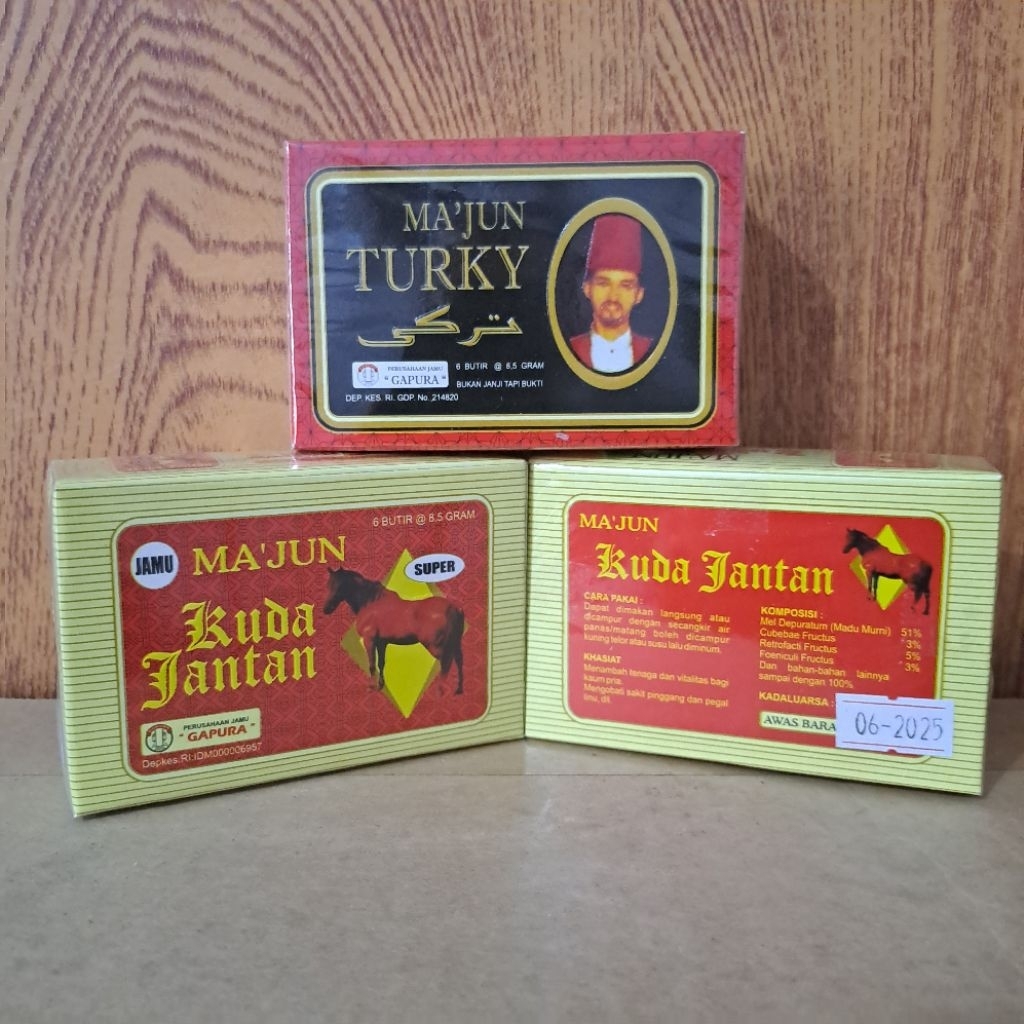 MA'JUN
TURKY
تركي
PERUSAHAAN JAMU
" GAPURA "
6 BUTIR @ 8,5 GRAM
BUKAN JANJI TAPI BUKTI
DEP. KES. RI. GDP. No. 214820
6 BUTIR @ 8.5 GRAM
JAMU
MA'JUN
SUPER
Kuda
Jantan
PERUSAHAAN JAMU
" GAPURA "
Depkes.RI:IDM000006957
MA'JUN
Kuda Jantan
CARA PAKAI :
Dapat dimakan langsung atau
dicampur dengan secangkir air
panas/matang boleh dicampur
kuning telor atau susu lalu diminum.
KHASIAT
Menambah tenaga dan vitalitas bagi
kaum pria.
Mengobati sakit pinggang dan pegal
linu, dll.
KOMPOSISI :
Mel Depuratum (Madu Murni) 51%
Cubebae Fructus 3%
Retrofacti Fructus 5%
Foeniculi Fructus 3%
Dan bahan-bahan lainnya
sampai dengan 100%
KADALUARSA :
AWAS BARA
06-2025